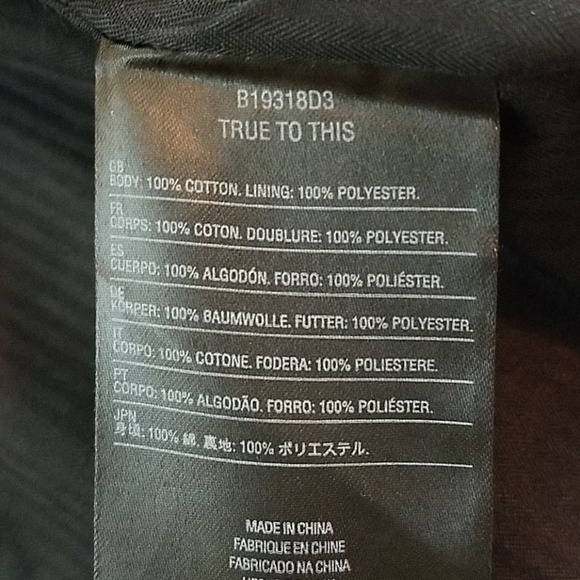 B19318D3
TRUE TO THIS
GB
BODY: 100% COTTON. LINING: 100% POLYESTER.
FR
CORPS: 100% COTON. DOUBLURE: 100% POLYESTER.
ES
CUERPO: 100% ALGODÓN. FORRO: 100% POLIÉSTER.
DE
KÖRPER: 100% BAUMWOLLE. FUTTER: 100% POLYESTER.
IT
CORPO: 100% COTONE. FODERA: 100% POLIESTERE.
PT
CORPO: 100% ALGODÃO. FORRO: 100% POLIÉSTER.
JPN
身頃: 100% 綿. 裏地: 100% ポリエステル.
MADE IN CHINA
FABRIQUE EN CHINE
FABRICADO NA CHINA